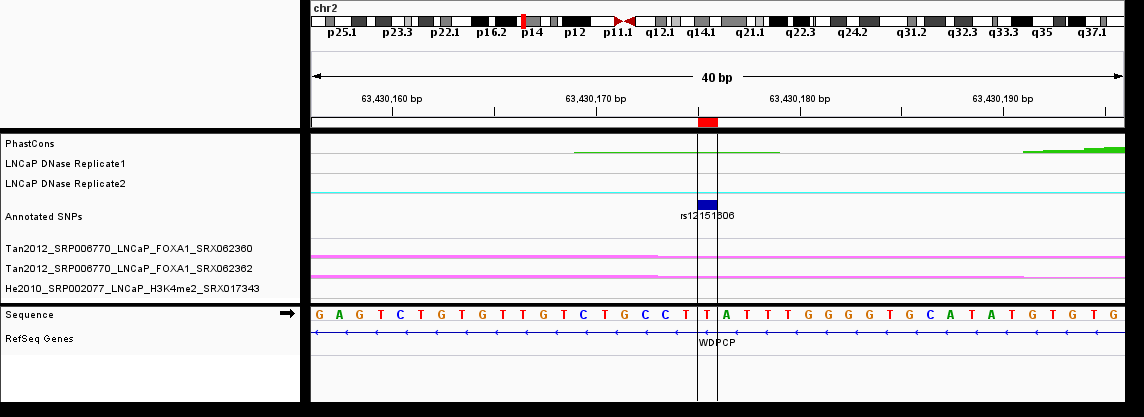 chr2
p25.1 p23.3 p22.1 p16.2 p14 p12 p11.1 q12.1 q14.1 q21.1 q22.3 q24.2 q31.2 q32.3 q33.3 q35 q37.1
40 bp
63,430,160 bp 63,430,170 bp 63,430,180 bp 63,430,190 bp
PhastCons
LNCaP DNase Replicate1
LNCaP DNase Replicate2
Annotated SNPs
rs12151606
Tan2012_SRP006770_LNCaP_FOXA1_SRX062360
Tan2012_SRP006770_LNCaP_FOXA1_SRX062362
He2010_SRP002077_LNCaP_H3K4me2_SRX017343
Sequence G A G T C T G T G T T G T C T G C C T T A T T T G G G G T G C A T A T G T G T G
RefSeq Genes
WDPCP